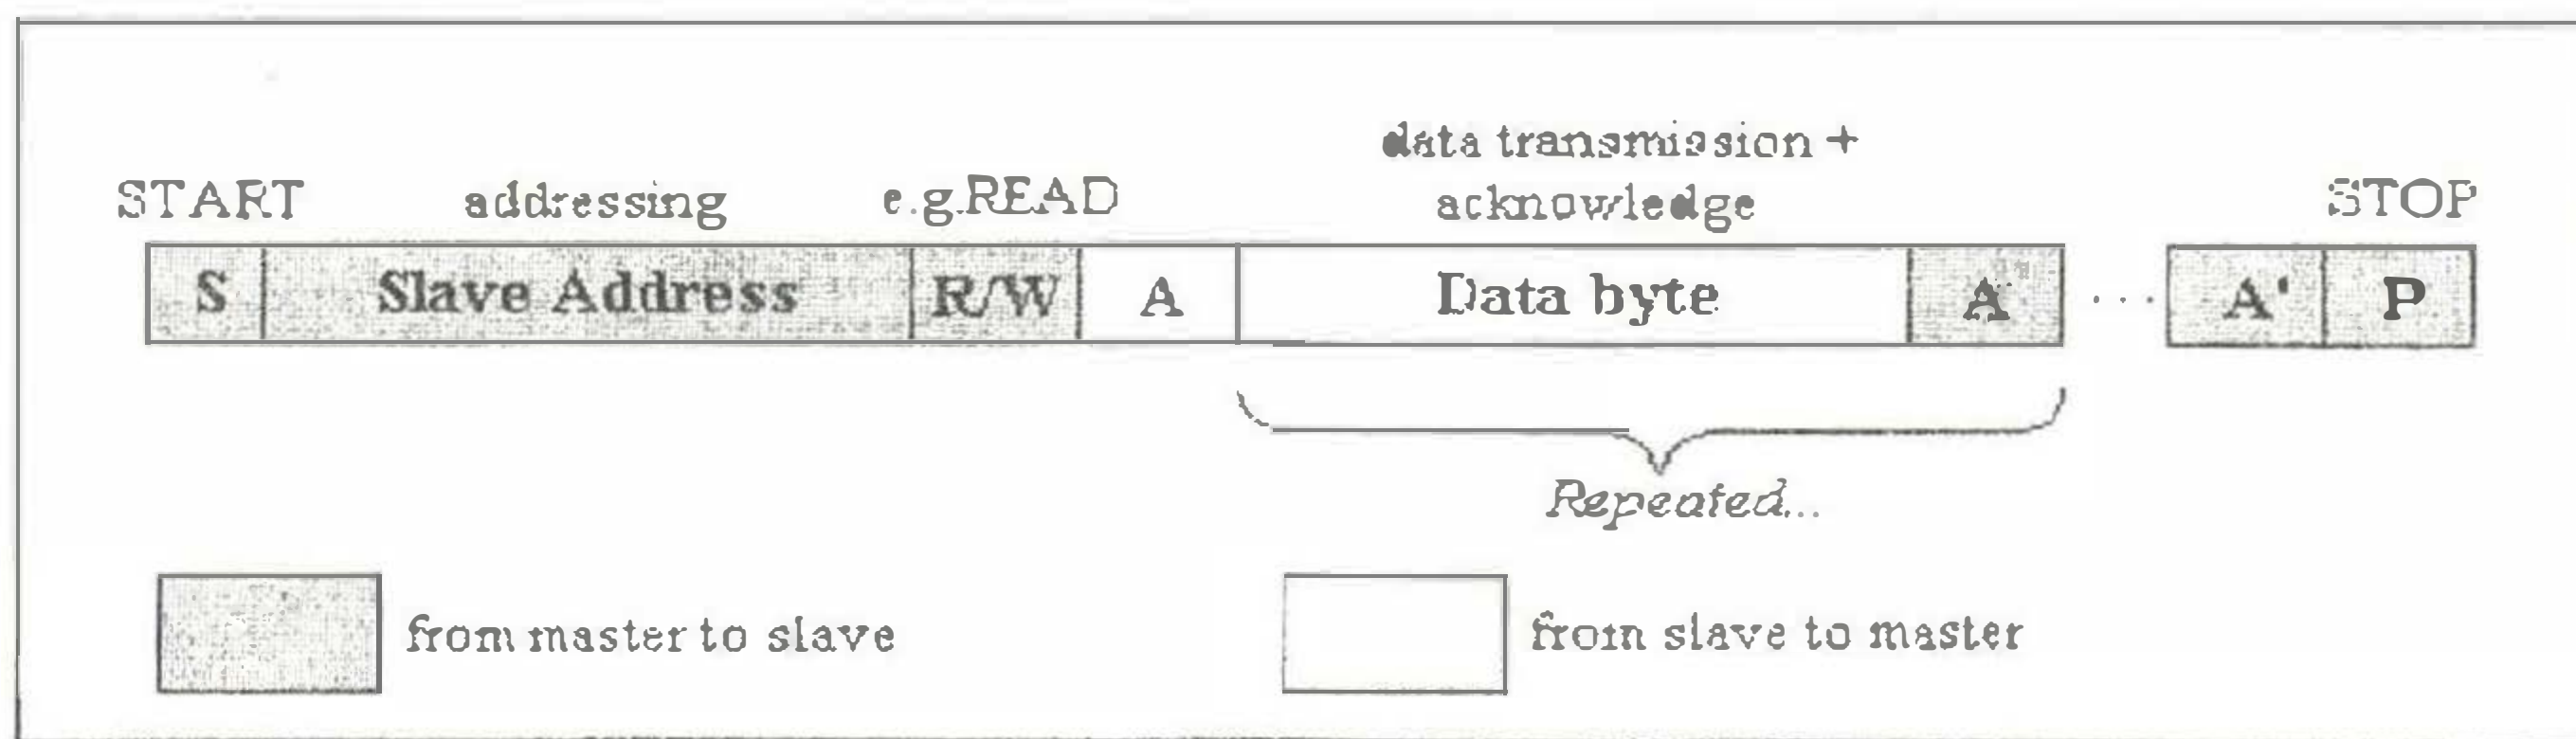 data transmission +
START addressing e.g.READ acknowledge STOP
S Slave Address R/W A Data byte A ... A' P
Repeated...
from master to slave from slave to master